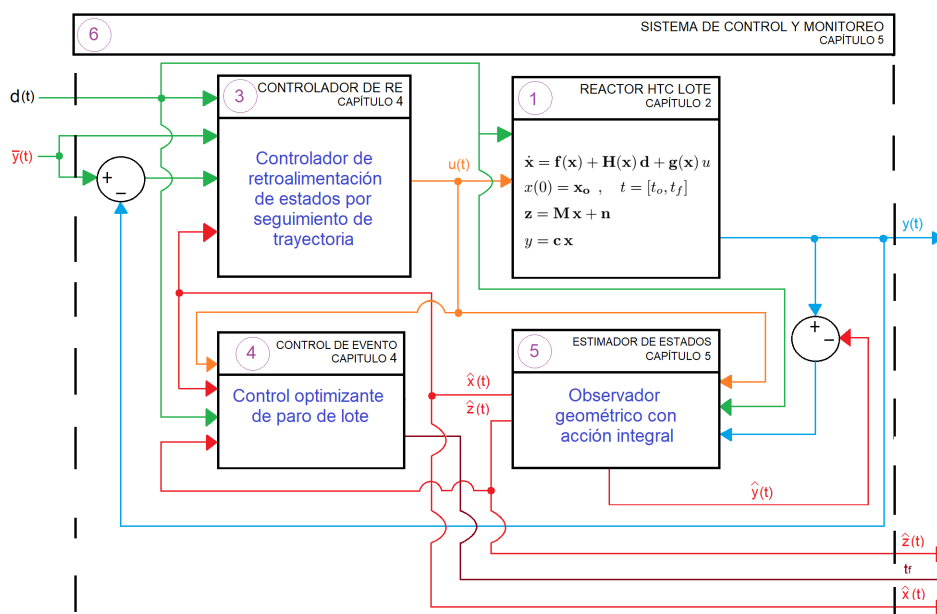 6
SISTEMA DE CONTROL Y MONITOREO
CAPÍTULO 5
d(t)
y̅(t)
+
−
3
CONTROLADOR DE RE
CAPÍTULO 4
Controlador de
retroalimentación
de estados por
seguimiento de
trayectoria
u(t)
1
REACTOR HTC LOTE
CAPÍTULO 2
ẋ = f(x) + H(x) d + g(x) u
x(0) = x₀ , t = [tₒ, t_f]
z = M x + n
y = c x
y(t)
+
−
4
CONTROL DE EVENTO
CAPITULO 4
Control optimizante
de paro de lote
x̂(t)
ẑ(t)
5
ESTIMADOR DE ESTADOS
CAPÍTULO 5
Observador
geométrico con
acción integral
ŷ(t)
ẑ(t)
tf
x̂(t)